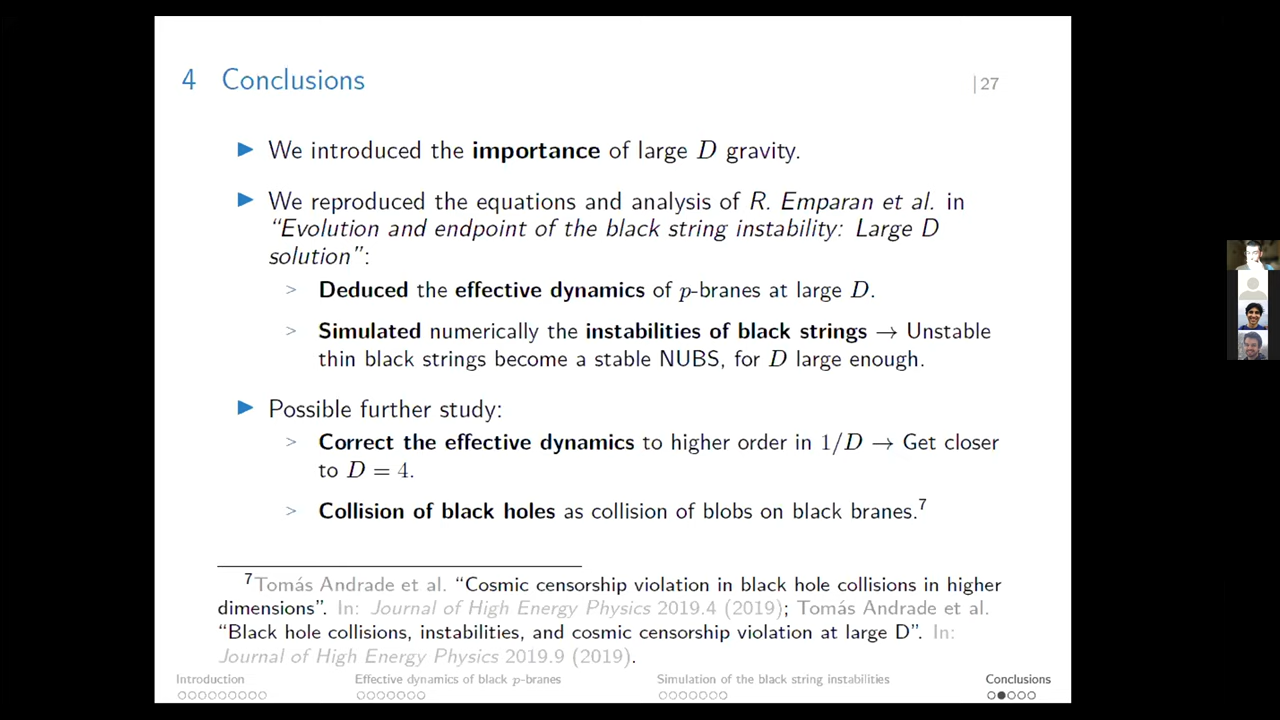 4 Conclusions
| 27
▶ We introduced the importance of large D gravity.
▶ We reproduced the equations and analysis of R. Emparan et al. in
“Evolution and endpoint of the black string instability: Large D
solution”:
> Deduced the effective dynamics of p-branes at large D.
> Simulated numerically the instabilities of black strings → Unstable
thin black strings become a stable NUBS, for D large enough.
▶ Possible further study:
> Correct the effective dynamics to higher order in 1/D → Get closer
to D = 4.
> Collision of black holes as collision of blobs on black branes.⁷
⁷Tomás Andrade et al. “Cosmic censorship violation in black hole collisions in higher
dimensions”. In: Journal of High Energy Physics 2019.4 (2019); Tomás Andrade et al.
“Black hole collisions, instabilities, and cosmic censorship violation at large D”. In:
Journal of High Energy Physics 2019.9 (2019).
Introduction Effective dynamics of black p-branes Simulation of the black string instabilities Conclusions